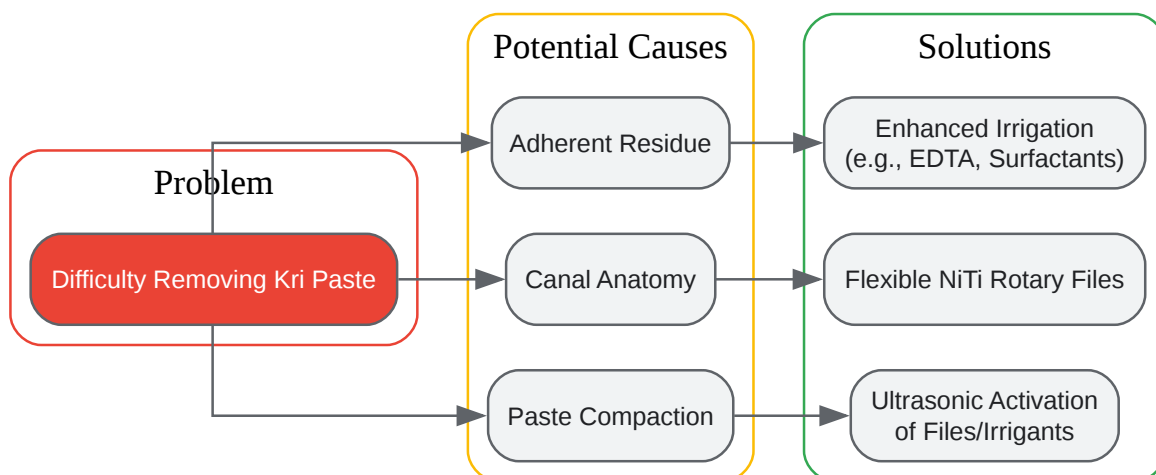 Potential Causes
Solutions
Problem
Adherent Residue
Enhanced Irrigation
(e.g., EDTA, Surfactants)
Difficulty Removing Kri Paste
Canal Anatomy
Flexible NiTi Rotary Files
Paste Compaction
Ultrasonic Activation
of Files/Irrigants